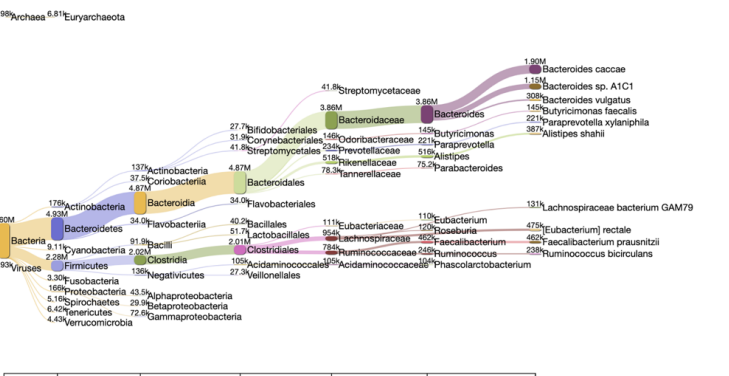 98k Archaea 6.81k Euryarchaeota
60M Bacteria
93k Viruses
176k Actinobacteria
4.93M Bacteroidetes
9.11k Cyanobacteria
2.28M Firmicutes
3.30k Fusobacteria
166k Proteobacteria
5.16k Spirochaetes
6.42k Tenericutes
4.43k Verrucomicrobia
137k Actinobacteria
37.5k Coriobacteria
4.87M Bacteroidia
34.0k Flavobacteriia
91.9k Bacilli
2.02M Clostridia
136k Negativicutes
43.5k Alphaproteobacteria
29.9k Betaproteobacteria
72.6k Gammaproteobacteria
27.7k Bifidobacteriales
31.9k Corynebacteriales
41.8k Streptomycetales
4.87M Bacteroidales
34.0k Flavobacteriales
40.2k Bacillales
51.7k Lactobacillales
2.01M Clostridiales
105k Acidaminococcales
27.3k Veillonellales
41.8k Streptomycetaceae
3.86M Bacteroidaceae
146k Odoribacteraceae
234k Prevotellaceae
518k Rikenellaceae
78.3k Tannerellaceae
111k Eubacteriaceae
954k Lachnospiraceae
784k Ruminococcaceae
105k Acidaminococcaceae
3.86M Bacteroides
145k Butyricimonas
221k Paraprevotella
516k Alistipes
75.2k Parabacteroides
110k Eubacterium
120k Roseburia
462k Faecalibacterium
246k Ruminococcus
104k Phascolarctobacterium
1.90M Bacteroides caccae
1.15M Bacteroides sp. A1C1
308k Bacteroides vulgatus
145k Butyricimonas faecalis
221k Paraprevotella xylaniphila
387k Alistipes shahii
131k Lachnospiraceae bacterium GAM79
475k [Eubacterium] rectale
462k Faecalibacterium prausnitzii
238k Ruminococcus bicirculans